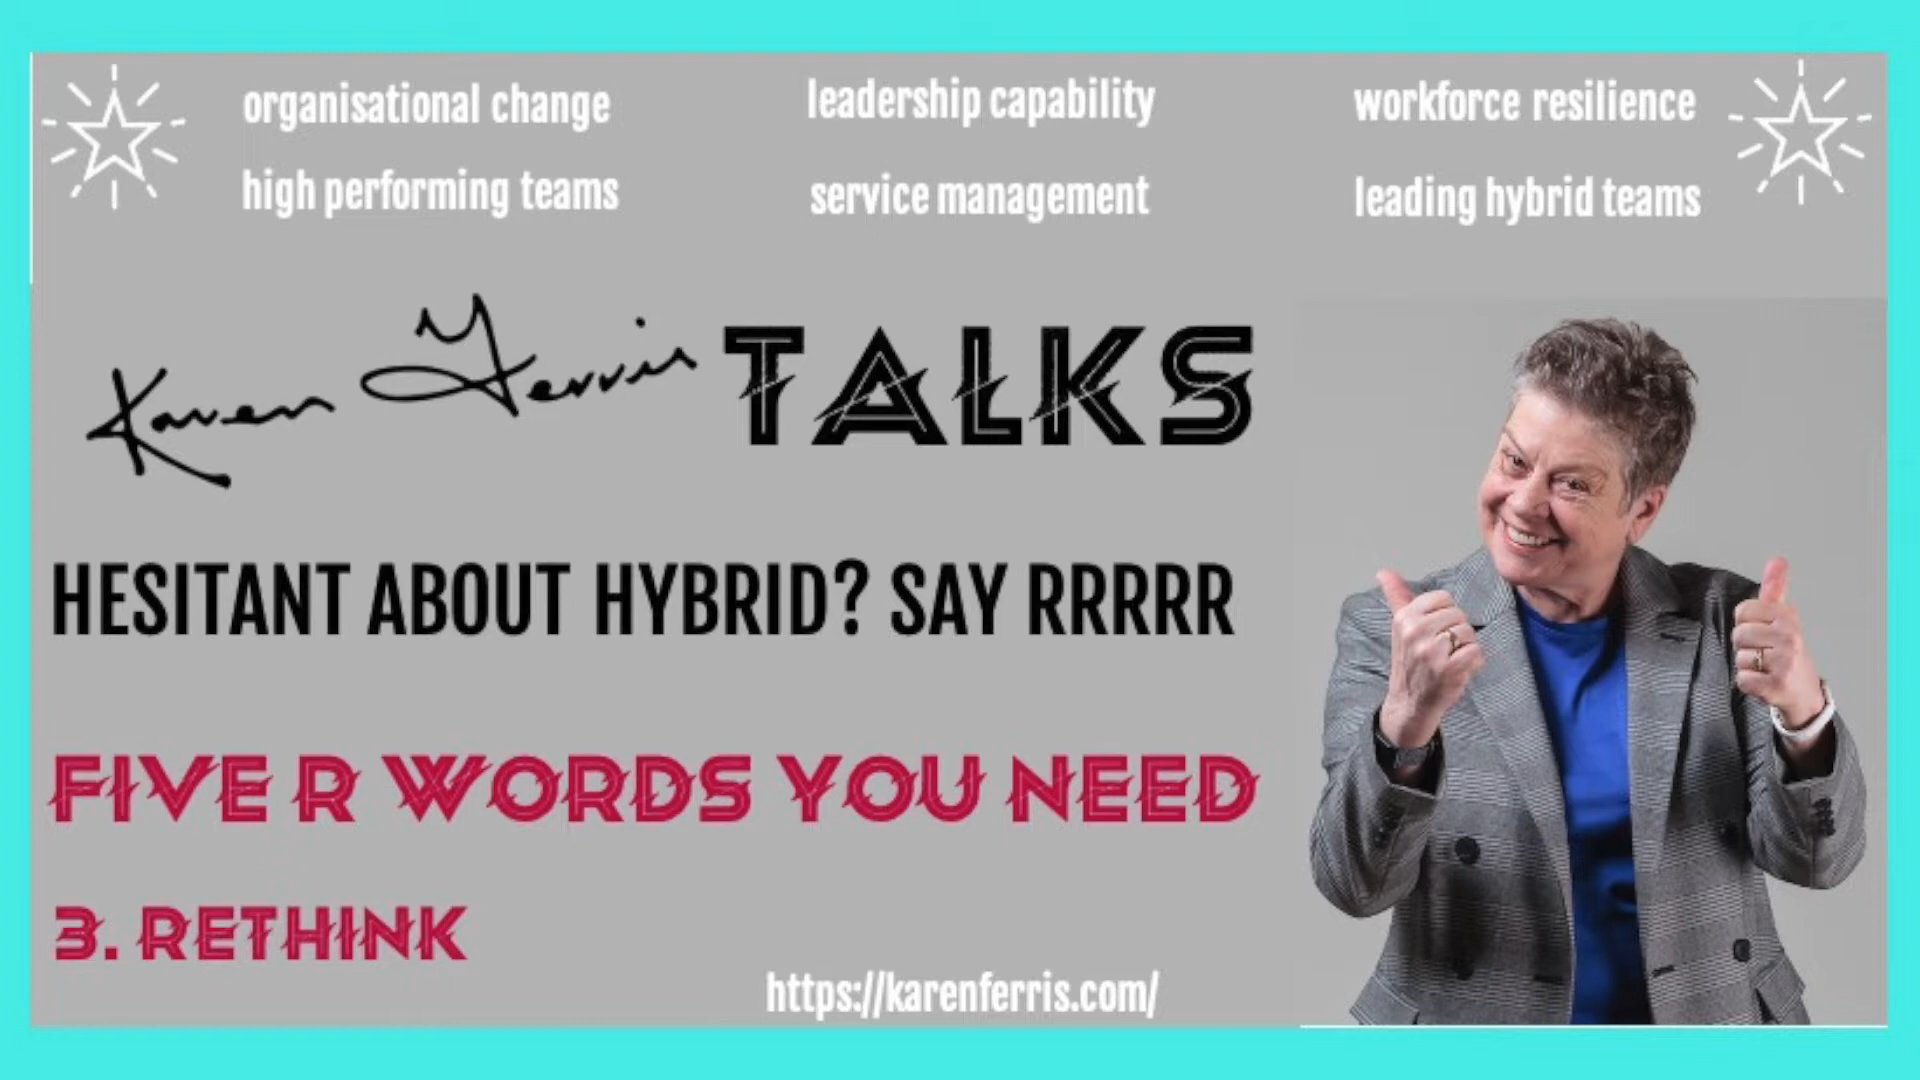 organisational change
leadership capability
workforce resilience
high performing teams
service management
leading hybrid teams
Karen Ferris TALKS
HESITANT ABOUT HYBRID? SAY RRRRR
FIVE R WORDS YOU NEED
3. RETHINK
https://karenferris.com/